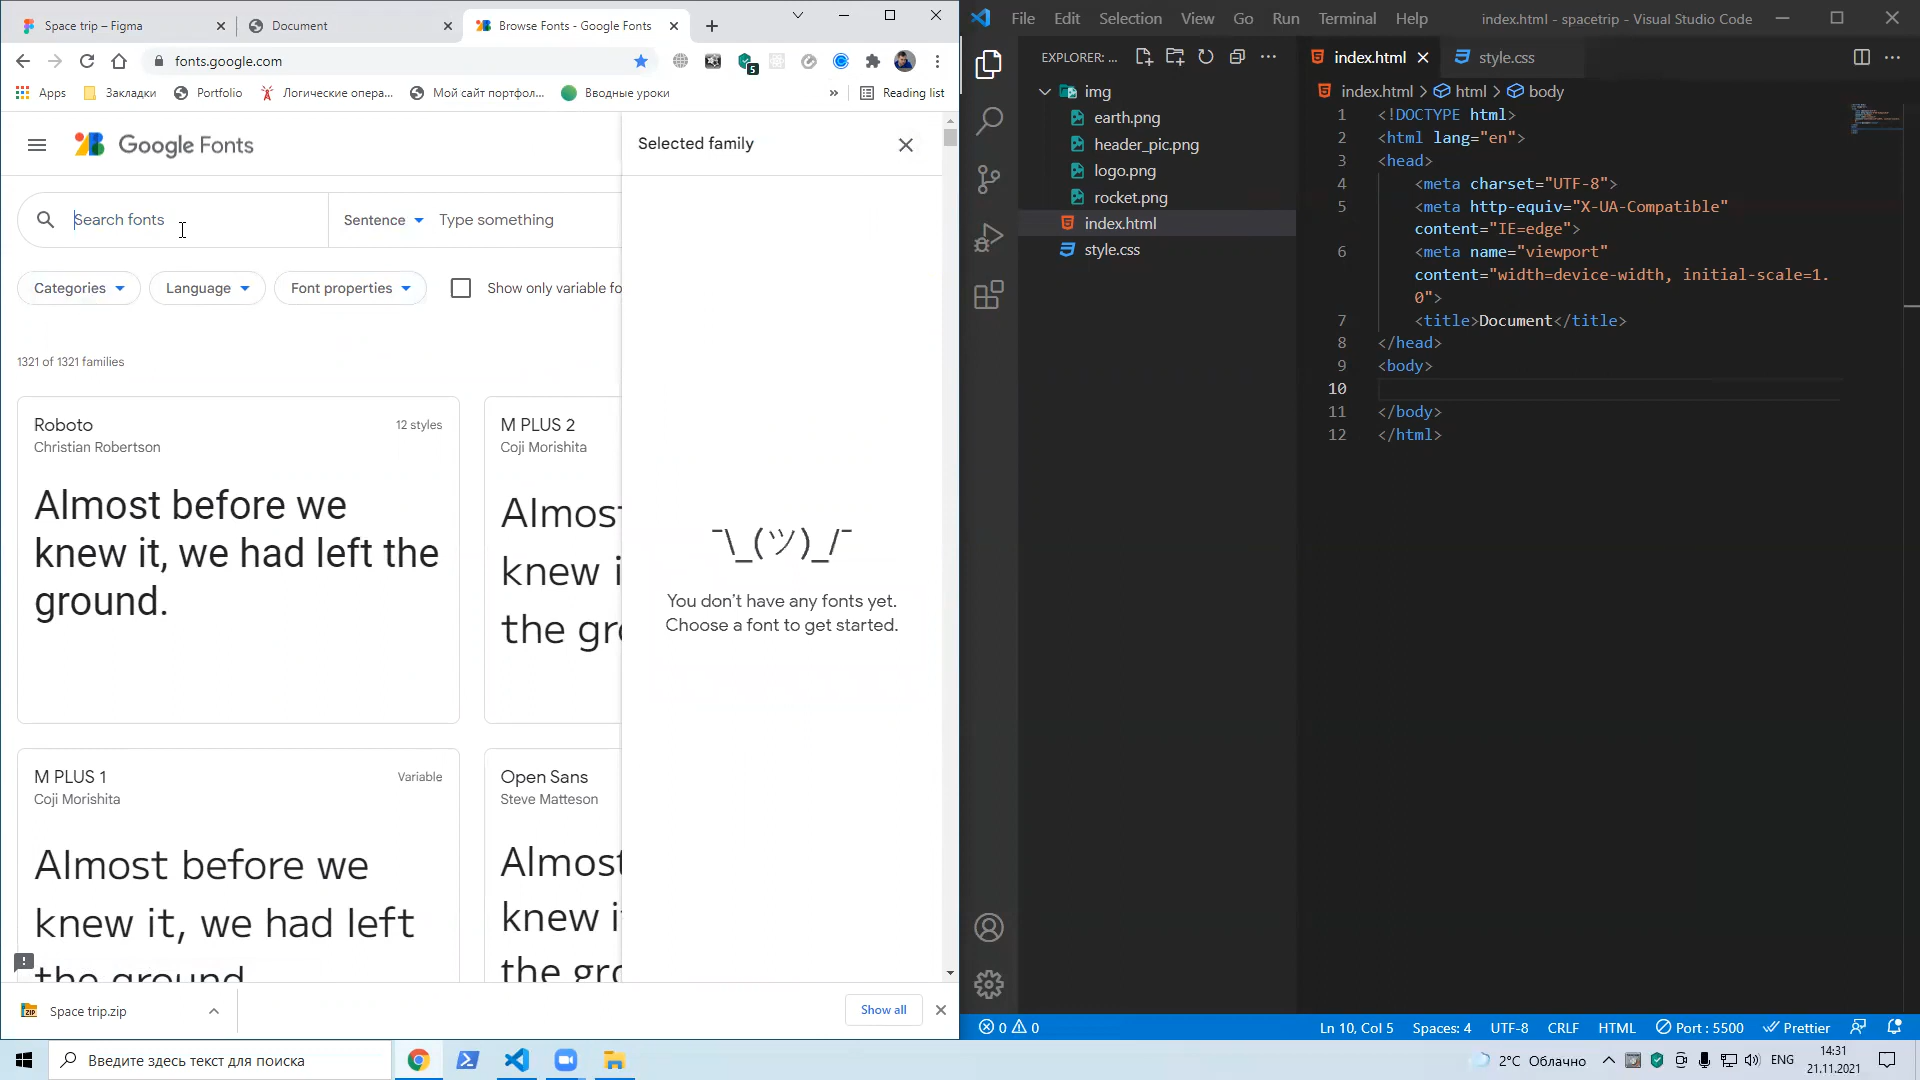 Space trip – Figma
Document
Browse Fonts - Google Fonts
fonts.google.com
5
Apps
Закладки
Portfolio
Логические опера...
Мой сайт портфол...
Вводные уроки
»
Reading list
Google Fonts
Search fonts
Sentence
Type something
Categories
Language
Font properties
Show only variable fo
1321 of 1321 families
Roboto
12 styles
Christian Robertson
Almost before we
knew it, we had left the
ground.
M PLUS 2
Coji Morishita
Almost
knew i
the gro
M PLUS 1
Variable
Coji Morishita
Almost before we
knew it, we had left
the ground
Open Sans
Steve Matteson
Almost
knew it
the gro
Selected family
¯\_(ツ)_/¯
You don't have any fonts yet.
Choose a font to get started.
Space trip.zip
Show all
File Edit Selection View Go Run Terminal Help
index.html - spacetrip - Visual Studio Code
EXPLORER: ...
img
earth.png
header_pic.png
logo.png
rocket.png
index.html
style.css
index.html
style.css
index.html > html > body
1 <!DOCTYPE html>
2 <html lang="en">
3 <head>
4 <meta charset="UTF-8">
5 <meta http-equiv="X-UA-Compatible"
content="IE=edge">
6 <meta name="viewport"
content="width=device-width, initial-scale=1.
0">
7 <title>Document</title>
8 </head>
9 <body>
10
11 </body>
12 </html>
0 0
Ln 10, Col 5
Spaces: 4
UTF-8
CRLF
HTML
Port : 5500
Prettier
Введите здесь текст для поиска
2°C Облачно
ENG
14:31
21.11.2021